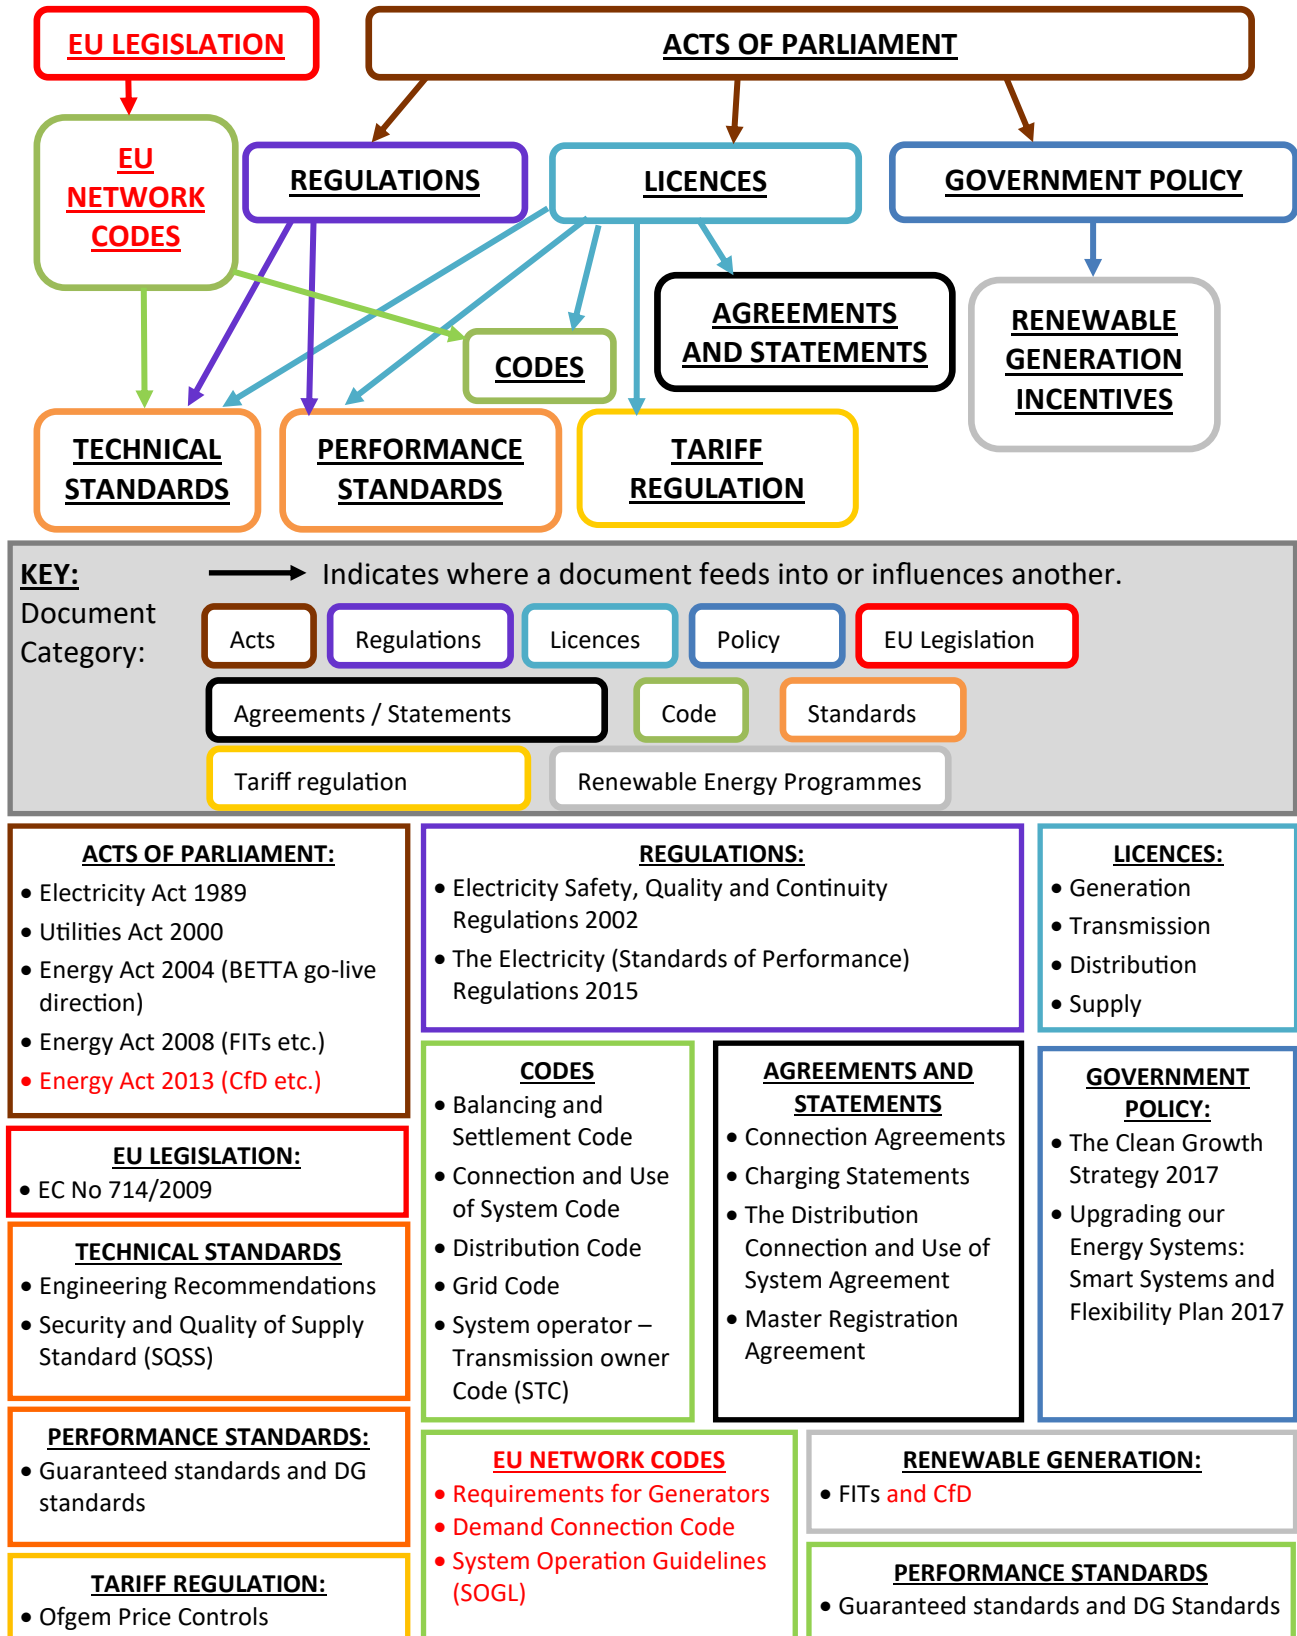 EU LEGISLATION
ACTS OF PARLIAMENT
EU
NETWORK
CODES
REGULATIONS
LICENCES
GOVERNMENT POLICY
AGREEMENTS
AND STATEMENTS
RENEWABLE
GENERATION
INCENTIVES
CODES
TECHNICAL
STANDARDS
PERFORMANCE
STANDARDS
TARIFF
REGULATION
KEY:
Indicates where a document feeds into or influences another.
Document
Category:
Acts
Regulations
Licences
Policy
EU Legislation
Agreements / Statements
Code
Standards
Tariff regulation
Renewable Energy Programmes
ACTS OF PARLIAMENT:
• Electricity Act 1989
• Utilities Act 2000
• Energy Act 2004 (BETTA go-live
direction)
• Energy Act 2008 (FITs etc.)
• Energy Act 2013 (CfD etc.)
REGULATIONS:
• Electricity Safety, Quality and Continuity
Regulations 2002
• The Electricity (Standards of Performance)
Regulations 2015
LICENCES:
• Generation
• Transmission
• Distribution
• Supply
EU LEGISLATION:
• EC No 714/2009
TECHNICAL STANDARDS
• Engineering Recommendations
• Security and Quality of Supply
Standard (SQSS)
PERFORMANCE STANDARDS:
• Guaranteed standards and DG
standards
TARIFF REGULATION:
• Ofgem Price Controls
CODES
• Balancing and
Settlement Code
• Connection and Use
of System Code
• Distribution Code
• Grid Code
• System operator –
Transmission owner
Code (STC)
AGREEMENTS AND
STATEMENTS
• Connection Agreements
• Charging Statements
• The Distribution
Connection and Use of
System Agreement
• Master Registration
Agreement
GOVERNMENT
POLICY:
• The Clean Growth
Strategy 2017
• Upgrading our
Energy Systems:
Smart Systems and
Flexibility Plan 2017
EU NETWORK CODES
• Requirements for Generators
• Demand Connection Code
• System Operation Guidelines
(SOGL)
RENEWABLE GENERATION:
• FITs and CfD
PERFORMANCE STANDARDS
• Guaranteed standards and DG Standards